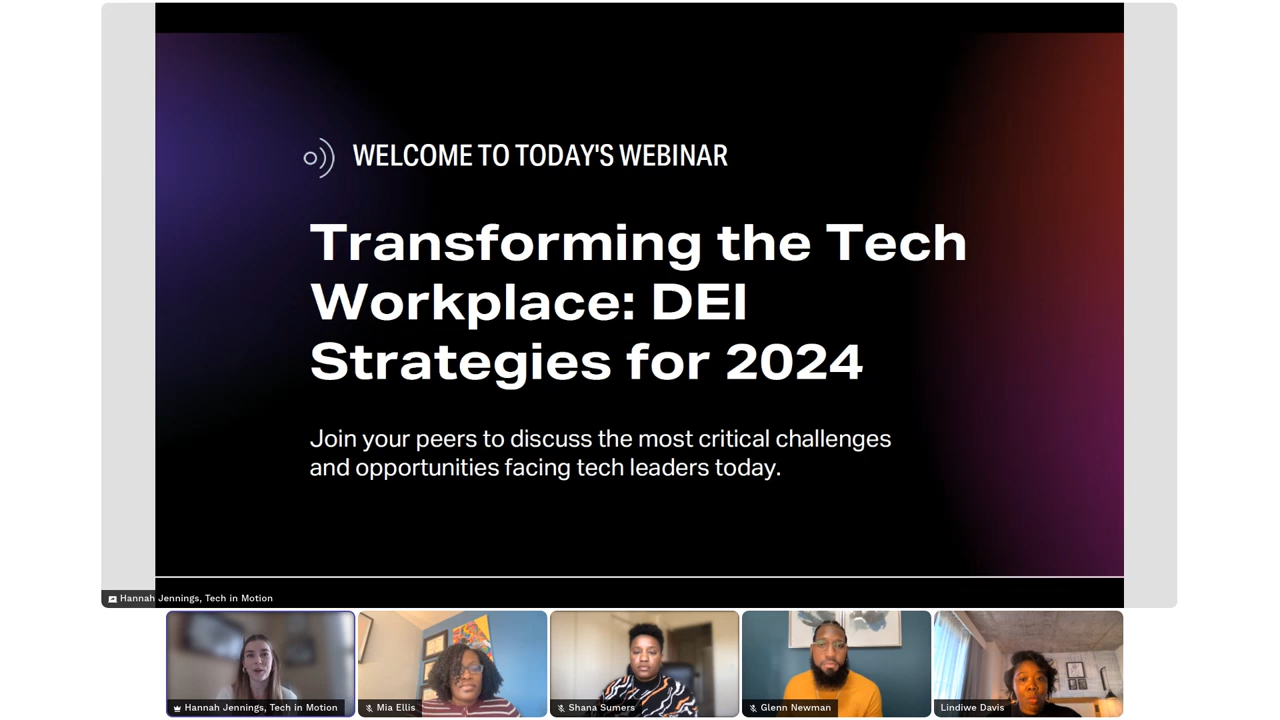 WELCOME TO TODAY'S WEBINAR
Transforming the Tech
Workplace: DEI
Strategies for 2024
Join your peers to discuss the most critical challenges
and opportunities facing tech leaders today.
Hannah Jennings, Tech in Motion
Hannah Jennings, Tech in Motion
Mia Ellis
Shana Sumers
Glenn Newman
Lindiwe Davis